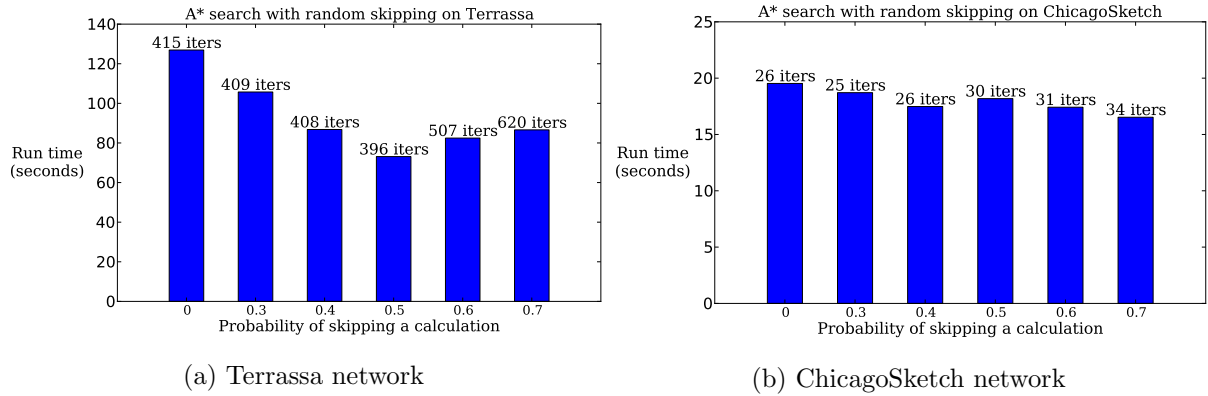 A* search with random skipping on Terrassa
140
120
100
80
60
40
20
0
Run time
(seconds)
415 iters
409 iters
408 iters
396 iters
507 iters
620 iters
0 0.3 0.4 0.5 0.6 0.7
Probability of skipping a calculation
(a) Terrassa network
A* search with random skipping on ChicagoSketch
25
20
15
10
5
0
Run time
(seconds)
26 iters
25 iters
26 iters
30 iters
31 iters
34 iters
0 0.3 0.4 0.5 0.6 0.7
Probability of skipping a calculation
(b) ChicagoSketch network